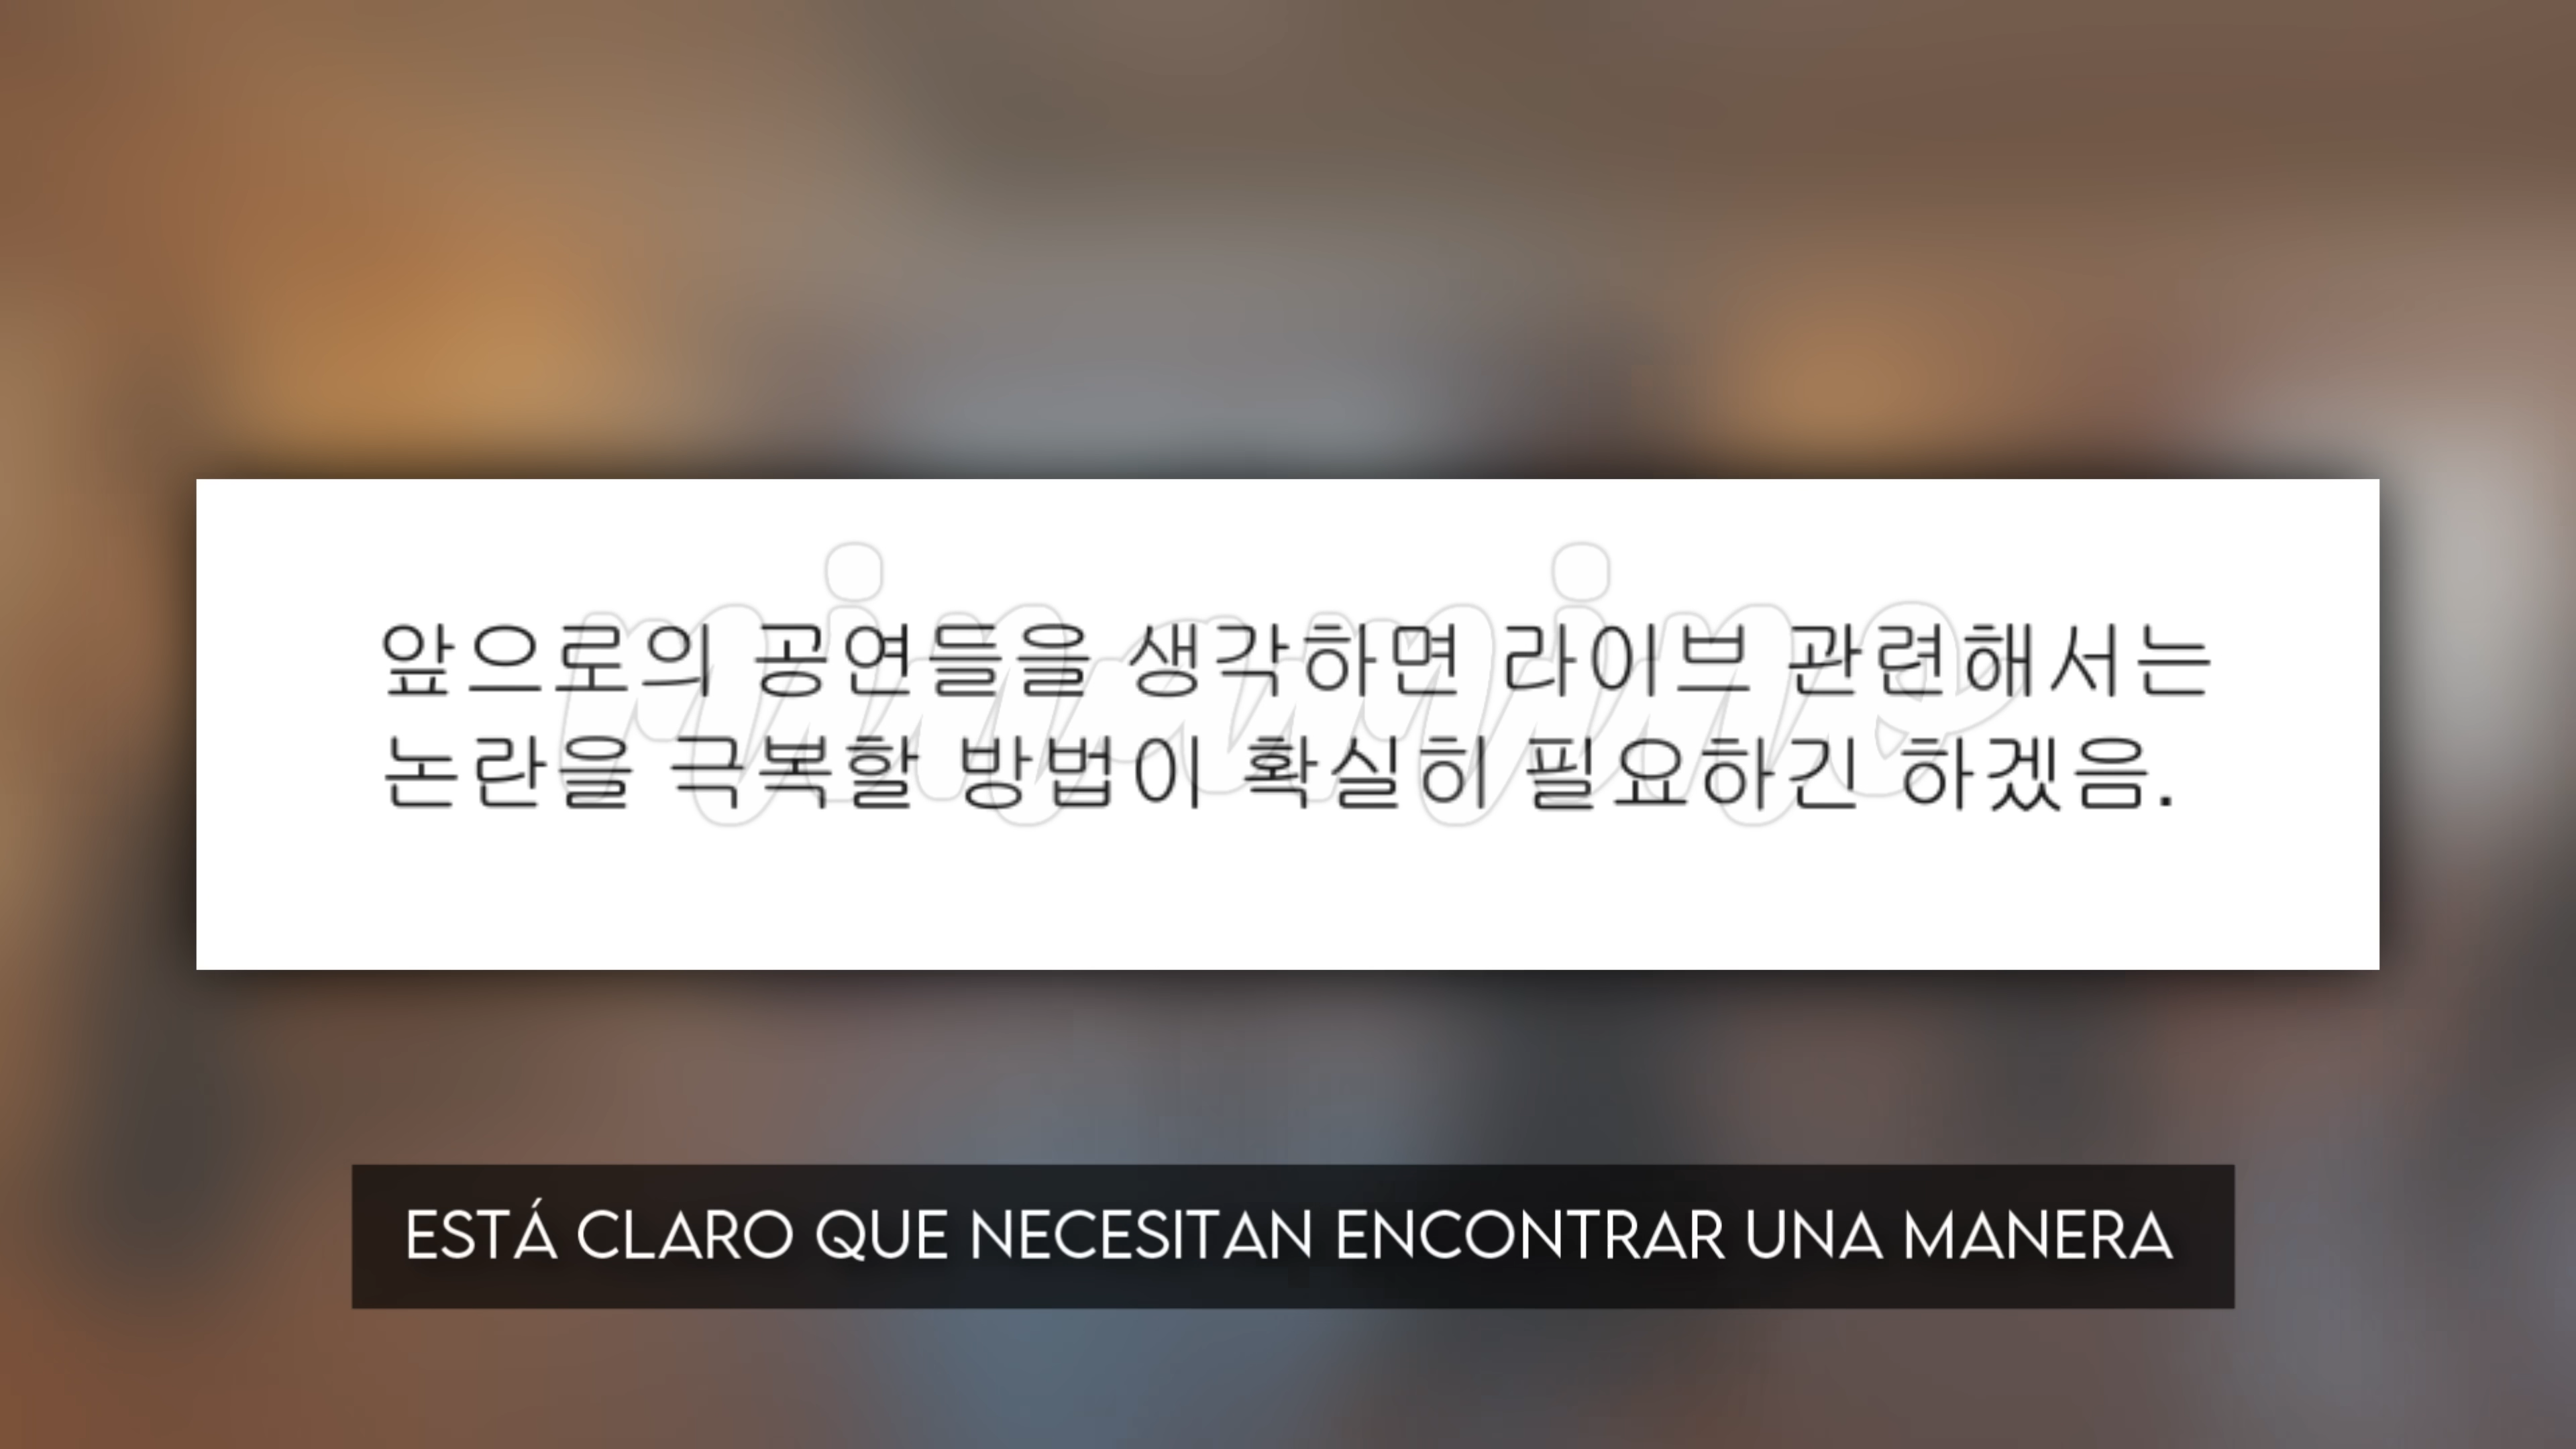 앞으로의 공연들을 생각하면 라이브 관련해서는
논란을 극복할 방법이 확실히 필요하긴 하겠음.
ESTÁ CLARO QUE NECESITAN ENCONTRAR UNA MANERA